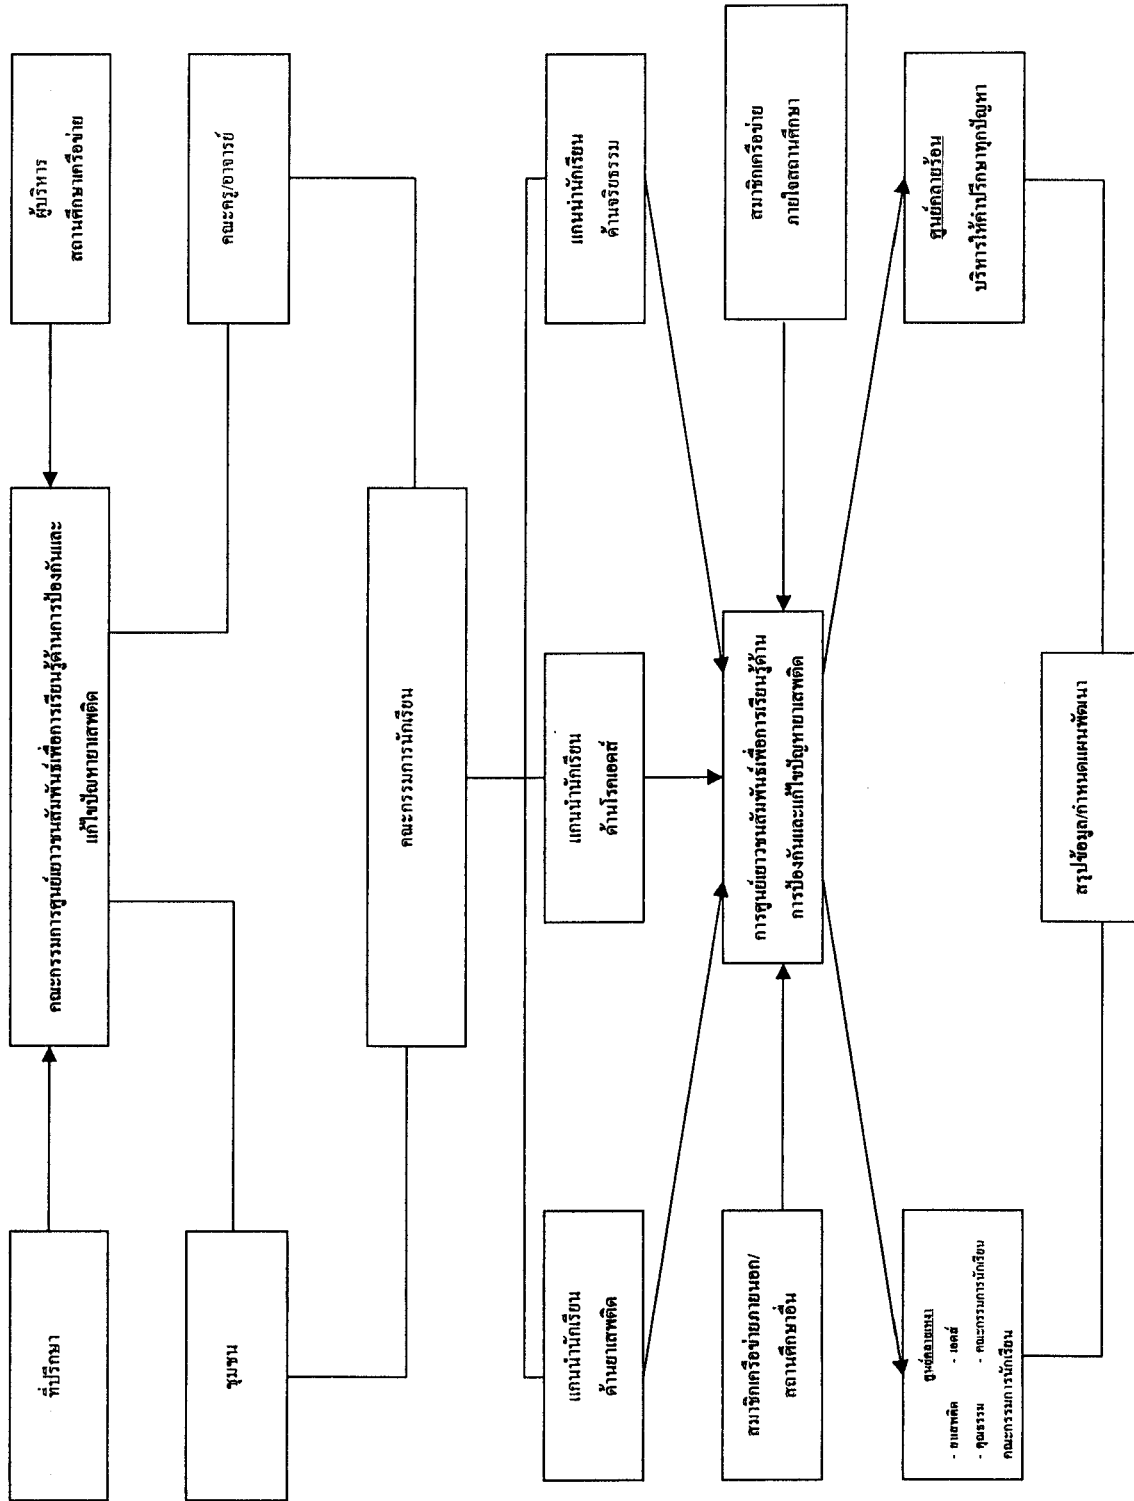 ที่ปรึกษา
คณะกรรมการศูนย์เยาวชนสัมพันธ์เพื่อการเรียนรู้ด้านการป้องกันและ
แก้ไขปัญหายาเสพติด
ผู้บริหาร
สถานศึกษาเครือข่าย
ชุมชน
คณะครู/อาจารย์
คณะกรรมการนักเรียน
แกนนำนักเรียน
ด้านยาเสพติด
แกนนำนักเรียน
ด้านโรคเอดส์
แกนนำนักเรียน
ด้านจริยธรรม
สมาชิกเครือข่ายภายนอก/
สถานศึกษาอื่น
การศูนย์เยาวชนสัมพันธ์เพื่อการเรียนรู้ด้าน
การป้องกันและแก้ไขปัญหายาเสพติด
สมาชิกเครือข่าย
ภายใจสถานศึกษา
ศูนย์คลายเหงา
- ยาเสพติด - เอดส์
- คุณธรรม - คณะกรรมการนักเรียน
คณะกรรมการนักเรียน
ศูนย์คลายร้อน
บริหารให้คำปรึกษาทุกปัญหา
สรุปข้อมูล/กำหนดแผนพัฒนา